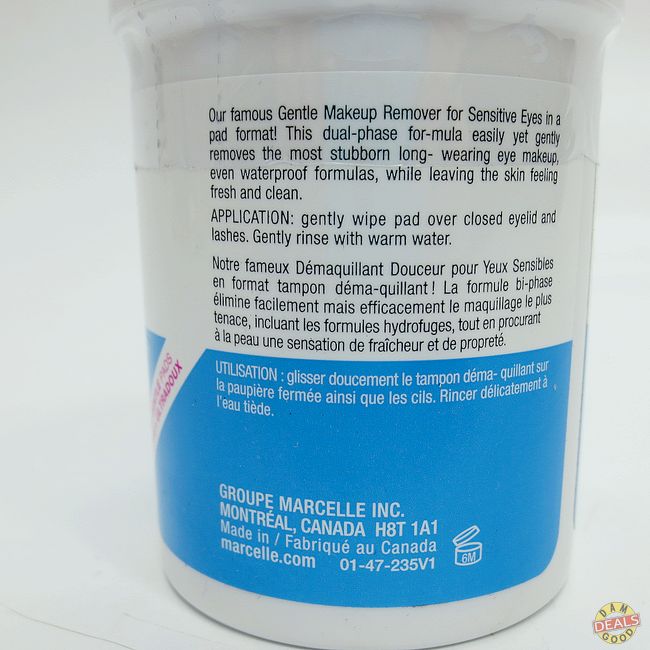 Our famous Gentle Makeup Remover for Sensitive Eyes in a
pad format! This dual-phase for-mula easily yet gently
removes the most stubborn long- wearing eye makeup,
even waterproof formulas, while leaving the skin feeling
fresh and clean.
APPLICATION: gently wipe pad over closed eyelid and
lashes. Gently rinse with warm water.
Notre fameux Démaquillant Douceur pour Yeux Sensibles
en format tampon déma-quillant! La formule bi-phase
élimine facilement mais efficacement le maquillage le plus
tenace, incluant les formules hydrofuges, tout en procurant
à la peau une sensation de fraîcheur et de propreté.
UTILISATION : glisser doucement le tampon déma- quillant sur
la paupière fermée ainsi que les cils. Rincer délicatement à
l'eau tiède.
PADS
ULTRADOUX
GROUPE MARCELLE INC.
MONTRÉAL, CANADA H8T 1A1
Made in / Fabriqué au Canada
marcelle.com 01-47-235V1
6M
DAM
DEALS
GOOD